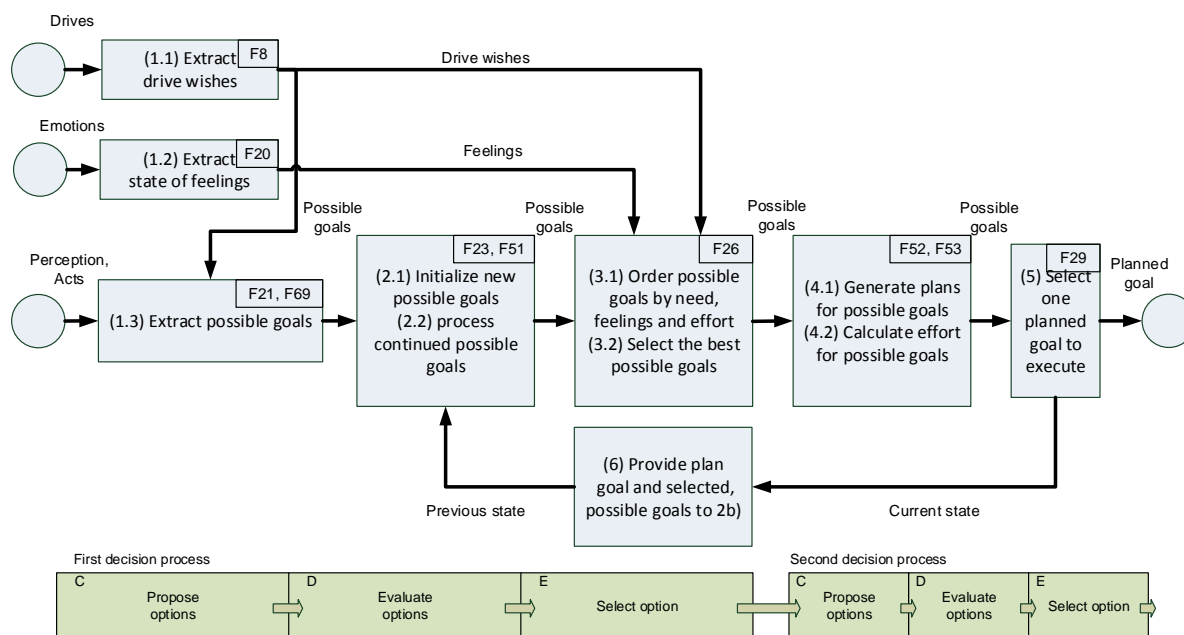 Drives
F8
(1.1) Extract
drive wishes
Drive wishes
Emotions
F20
(1.2) Extract
state of feelings
Feelings
Possible
goals
Possible
goals
Possible
goals
Possible
goals
Perception,
Acts
F21, F69
(1.3) Extract possible goals
F23, F51
(2.1) Initialize new
possible goals
(2.2) process
continued possible
goals
F26
(3.1) Order possible
goals by need,
feelings and effort
(3.2) Select the best
possible goals
F52, F53
(4.1) Generate plans
for possible goals
(4.2) Calculate effort
for possible goals
F29
(5) Select
one
planned
goal to
execute
Planned
goal
(6) Provide plan
goal and selected,
possible goals to 2b)
Previous state
Current state
First decision process
C
Propose
options
D
Evaluate
options
E
Select option
Second decision process
C
Propose
options
D
Evaluate
options
E
Select option